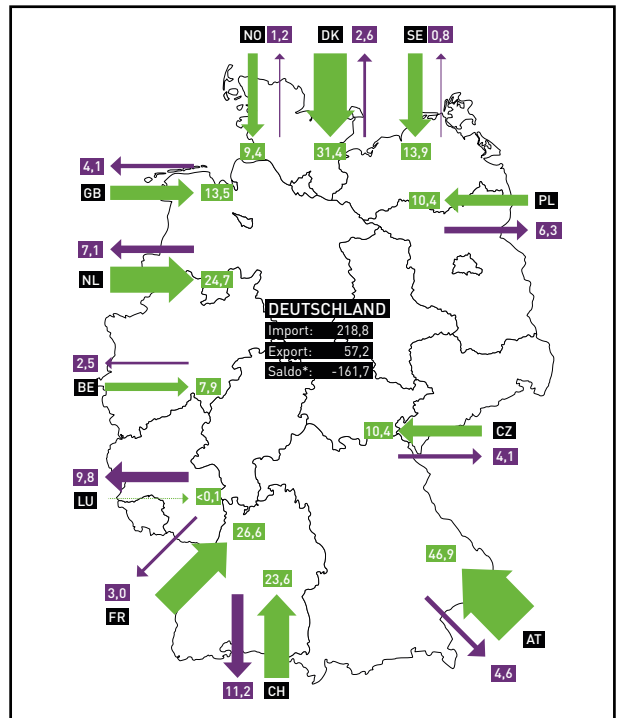 NO 1,2 DK 2,6 SE 0,8
9,4 31,4 13,9
4,1
GB 13,5
10,4 PL
6,3
7,1
NL 24,7
DEUTSCHLAND
Import: 218,8
Export: 57,2
Saldo*: -161,7
2,5
BE 7,9
10,4 CZ
4,1
9,8
LU <0,1
26,6
3,0
FR
23,6
11,2 CH
46,9
AT
4,6